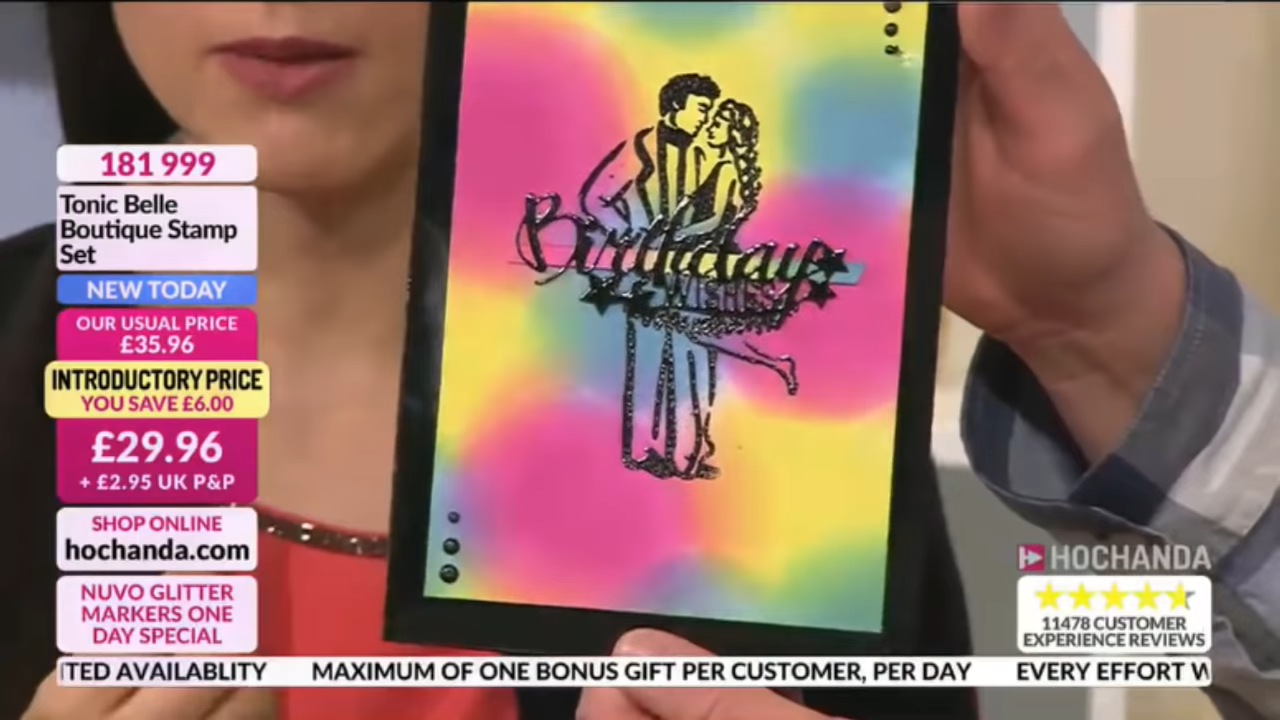 181 999
Tonic Belle
Boutique Stamp
Set
NEW TODAY
OUR USUAL PRICE
£35.96
INTRODUCTORY PRICE
YOU SAVE £6.00
£29.96
+ £2.95 UK P&P
SHOP ONLINE
hochanda.com
NUVO GLITTER
MARKERS ONE
DAY SPECIAL
Birthday
WISHES
HOCHANDA
11478 CUSTOMER
EXPERIENCE REVIEWS
ITED AVAILABLITY MAXIMUM OF ONE BONUS GIFT PER CUSTOMER, PER DAY EVERY EFFORT W